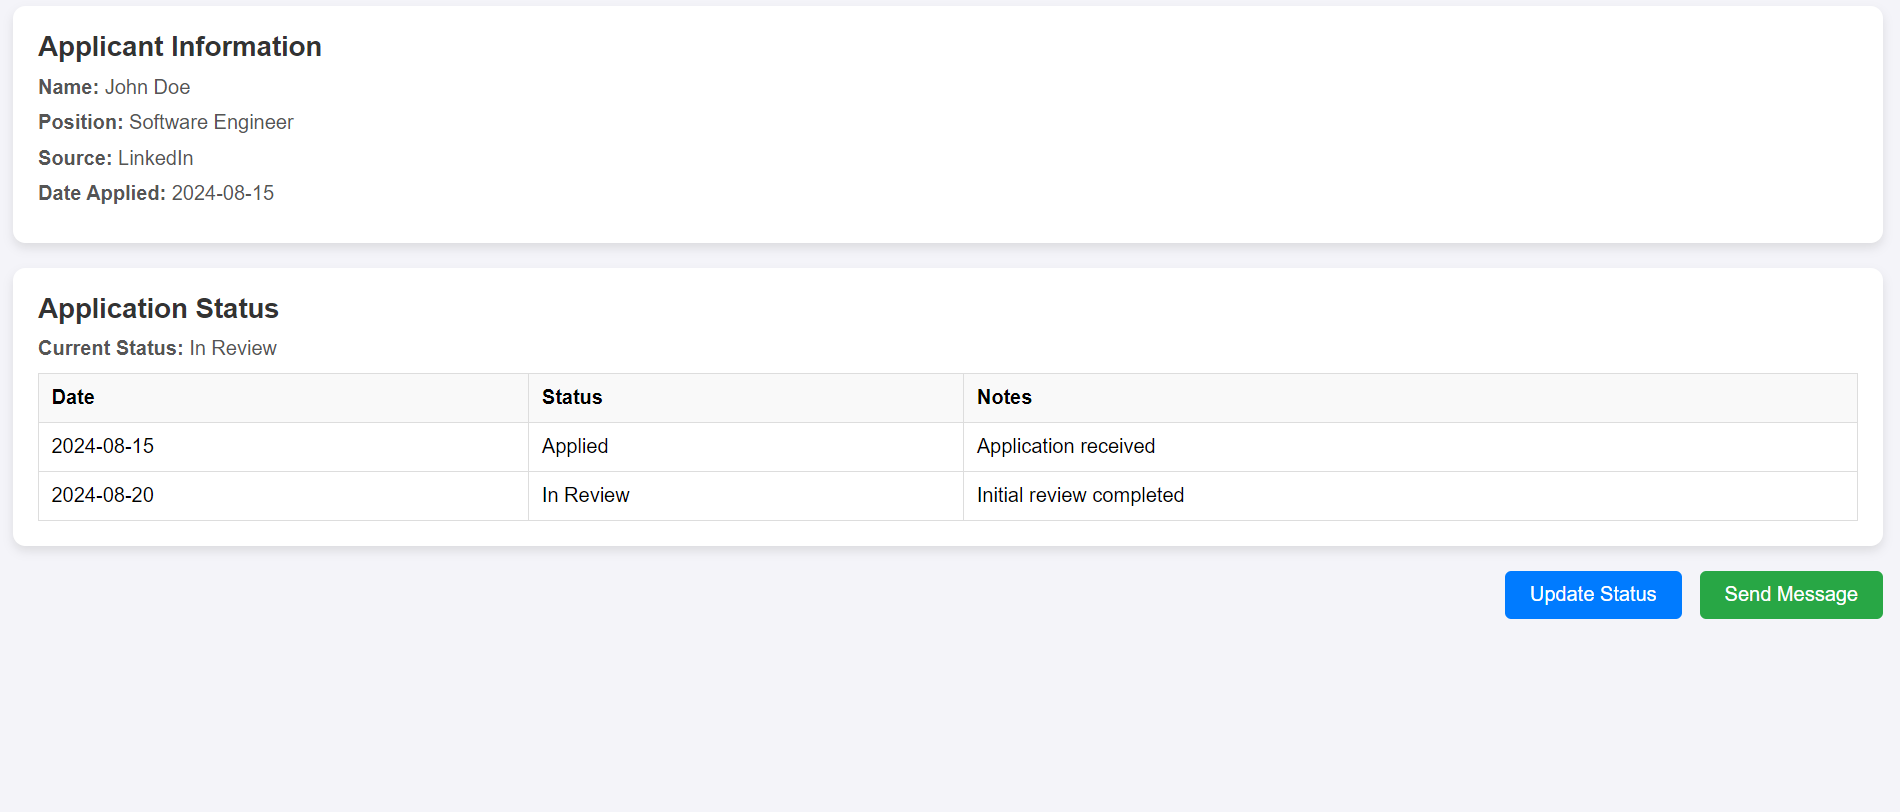 Applicant Information
Name: John Doe
Position: Software Engineer
Source: LinkedIn
Date Applied: 2024-08-15
Application Status
Current Status: In Review
Date Status Notes
2024-08-15 Applied Application received
2024-08-20 In Review Initial review completed
Update Status Send Message